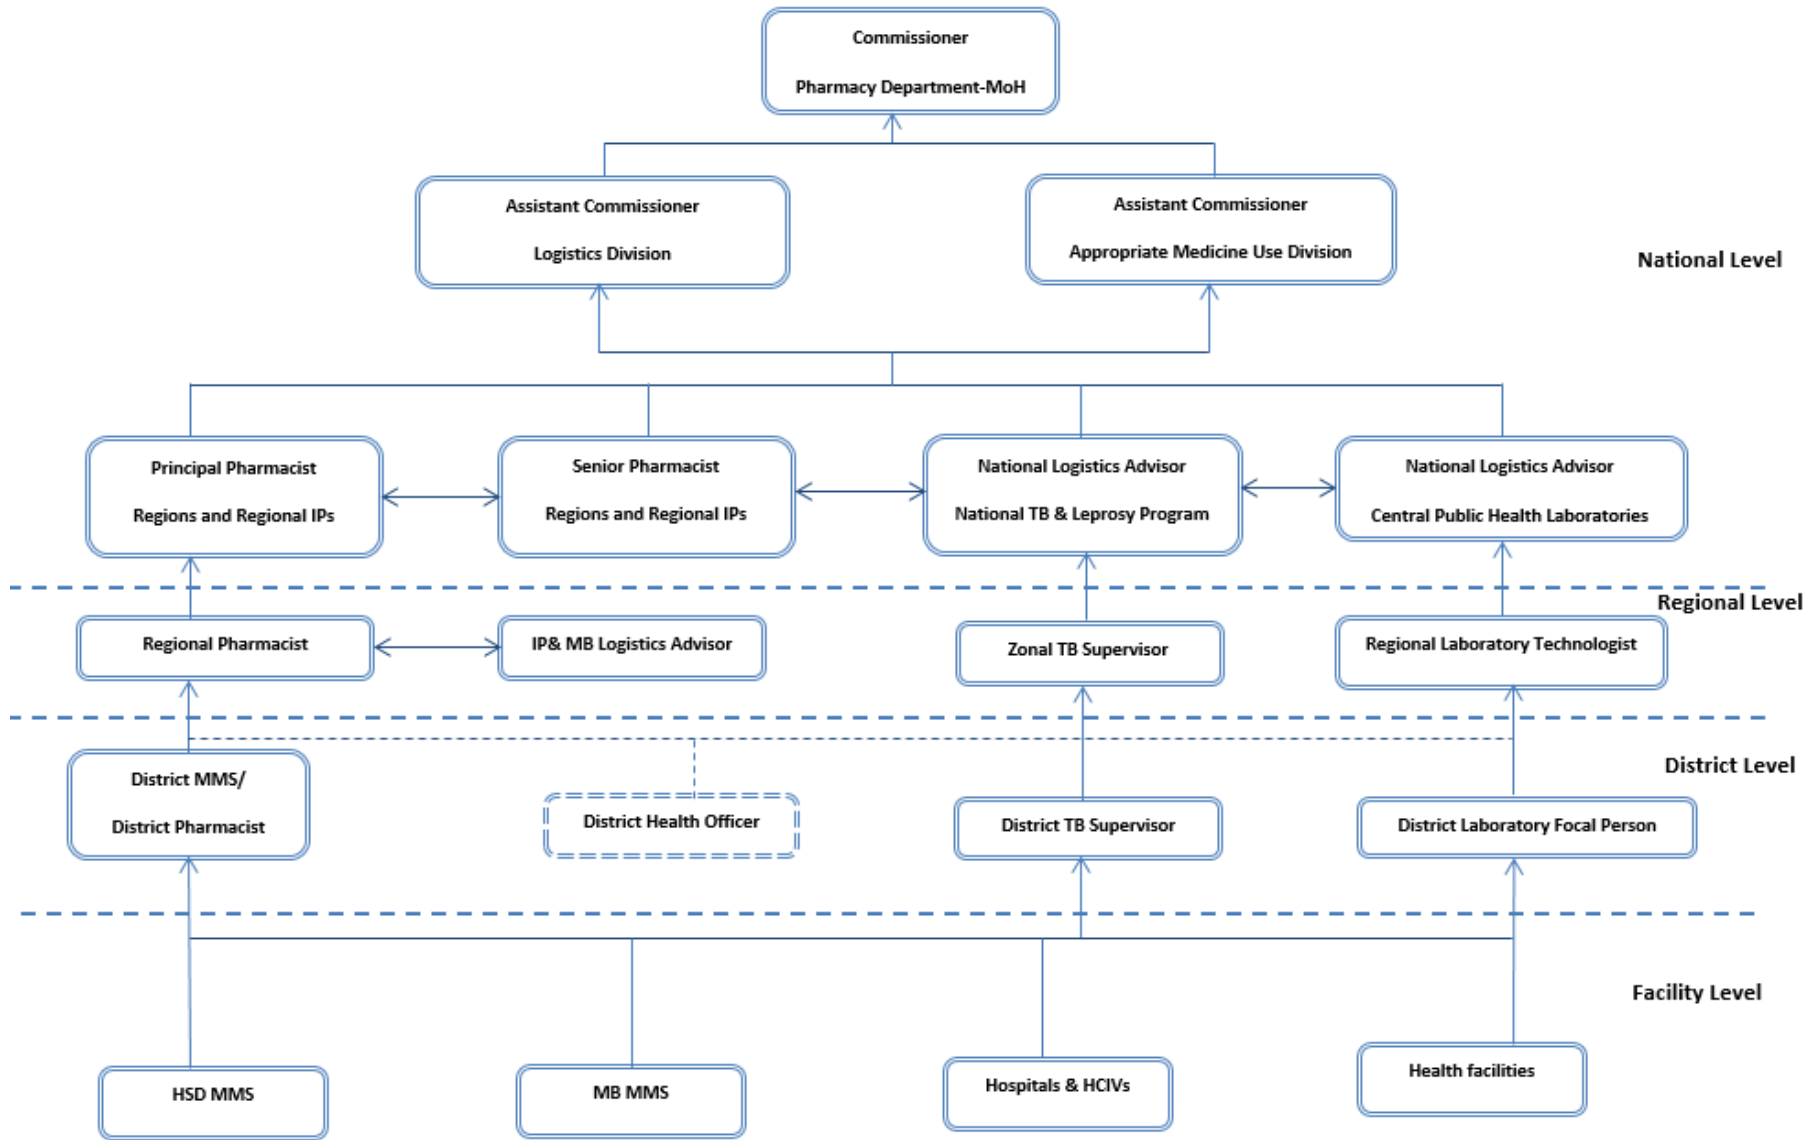 Commissioner
Pharmacy Department-MoH
Assistant Commissioner
Logistics Division
Assistant Commissioner
Appropriate Medicine Use Division
National Level
Principal Pharmacist
Regions and Regional IPs
Senior Pharmacist
Regions and Regional IPs
National Logistics Advisor
National TB & Leprosy Program
National Logistics Advisor
Central Public Health Laboratories
Regional Level
Regional Pharmacist
IP& MB Logistics Advisor
Zonal TB Supervisor
Regional Laboratory Technologist
District Level
District MMS/
District Pharmacist
District Health Officer
District TB Supervisor
District Laboratory Focal Person
Facility Level
HSD MMS
MB MMS
Hospitals & HCIVs
Health facilities